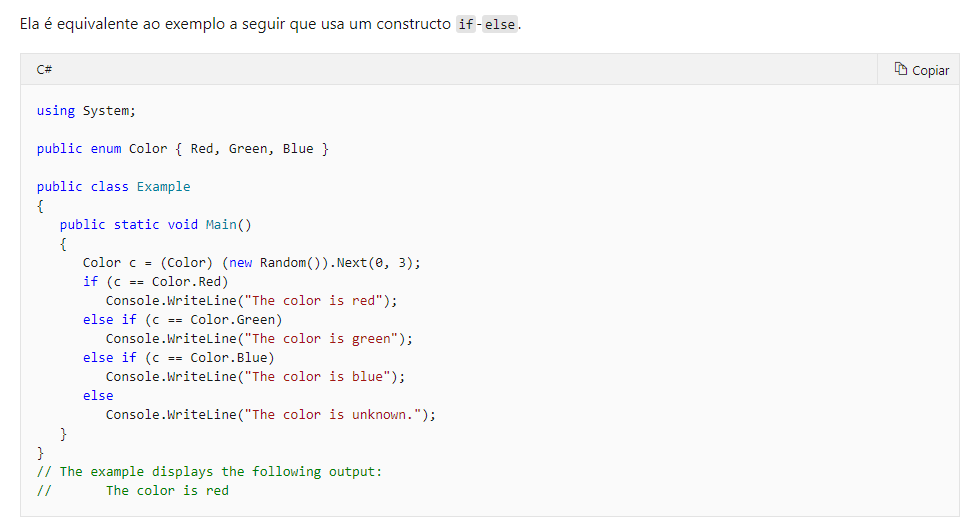 Ela é equivalente ao exemplo a seguir que usa um constructo if-else.
C#
Copiar
using System;
public enum Color { Red, Green, Blue }
public class Example
{
   public static void Main()
   {
      Color c = (Color) (new Random()).Next(0, 3);
      if (c == Color.Red)
         Console.WriteLine("The color is red");
      else if (c == Color.Green)
         Console.WriteLine("The color is green");
      else if (c == Color.Blue)
         Console.WriteLine("The color is blue");
      else
         Console.WriteLine("The color is unknown.");
   }
}
// The example displays the following output:
//       The color is red